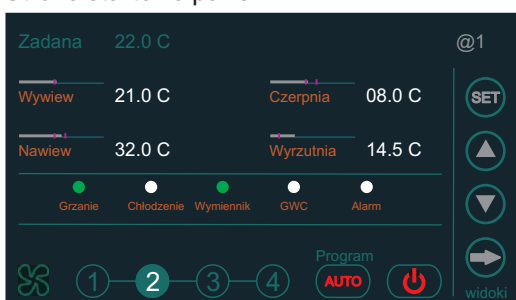 Zadana 22.0 C @1
Wywiew 21.0 C Czerpnia 08.0 C SET
Nawiew 32.0 C Wyrzutnia 14.5 C
Grzanie Chłodzenie Wymiennik GWC Alarm
Program
1 2 3 4 AUTO
widoki